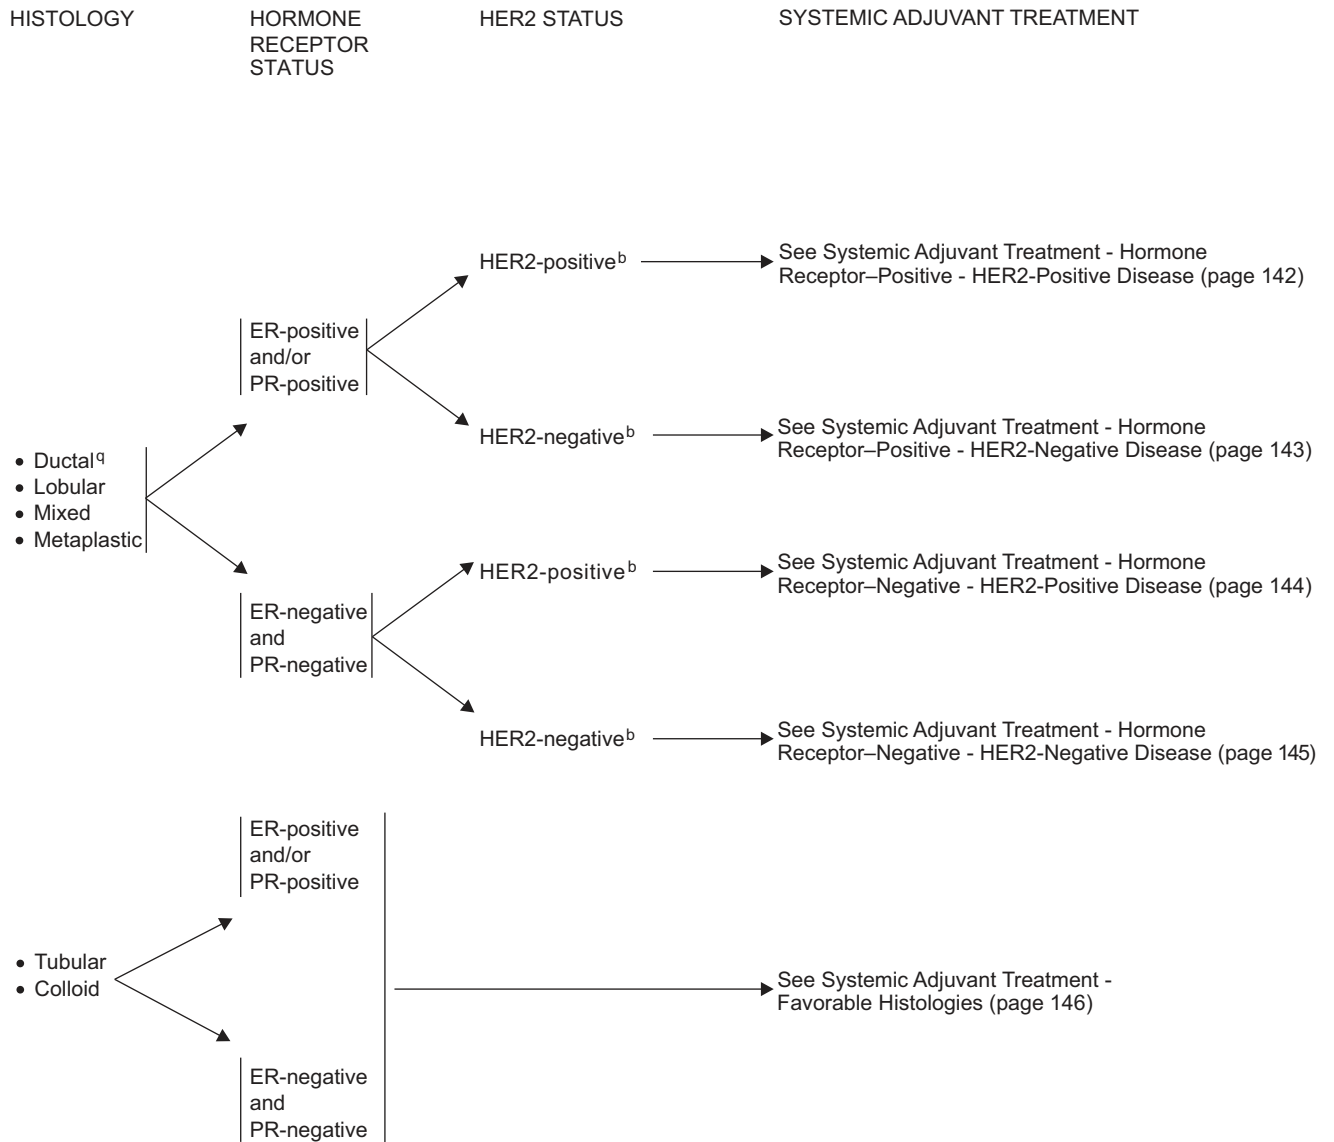 HISTOLOGY
HORMONE
RECEPTOR
STATUS
HER2 STATUS
SYSTEMIC ADJUVANT TREATMENT
• Ductalq
• Lobular
• Mixed
• Metaplastic
ER-positive
and/or
PR-positive
HER2-positiveb
See Systemic Adjuvant Treatment - Hormone
Receptor–Positive - HER2-Positive Disease (page 142)
HER2-negativeb
See Systemic Adjuvant Treatment - Hormone
Receptor–Positive - HER2-Negative Disease (page 143)
ER-negative
and
PR-negative
HER2-positiveb
See Systemic Adjuvant Treatment - Hormone
Receptor–Negative - HER2-Positive Disease (page 144)
HER2-negativeb
See Systemic Adjuvant Treatment - Hormone
Receptor–Negative - HER2-Negative Disease (page 145)
• Tubular
• Colloid
ER-positive
and/or
PR-positive
ER-negative
and
PR-negative
See Systemic Adjuvant Treatment -
Favorable Histologies (page 146)